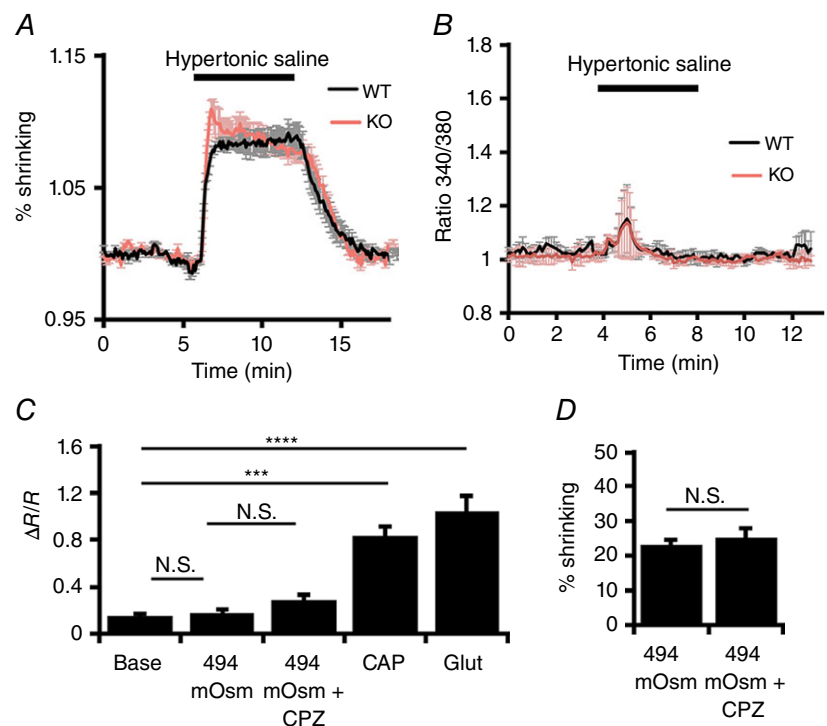 A
Hypertonic saline
WT
KO
% shrinking
1.15
1.05
0.95
0
5
10
15
Time (min)
B
Hypertonic saline
WT
KO
Ratio 340/380
1.8
1.6
1.4
1.2
1
0.8
0
2
4
6
8
10
12
Time (min)
C
ΔR/R
1.6
1.2
0.8
0.4
0
****
***
N.S.
N.S.
Base
494
mOsm
494
mOsm +
CPZ
CAP
Glut
D
% shrinking
50
40
30
20
10
0
N.S.
494
mOsm
494
mOsm +
CPZ